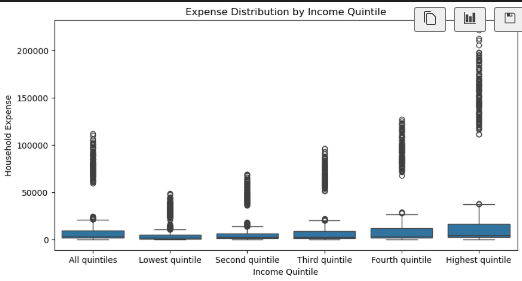 Expense Distribution by Income Quintile
200000
150000
100000
50000
0
Household Expense
All quintiles Lowest quintile Second quintile Third quintile Fourth quintile Highest quintile
Income Quintile